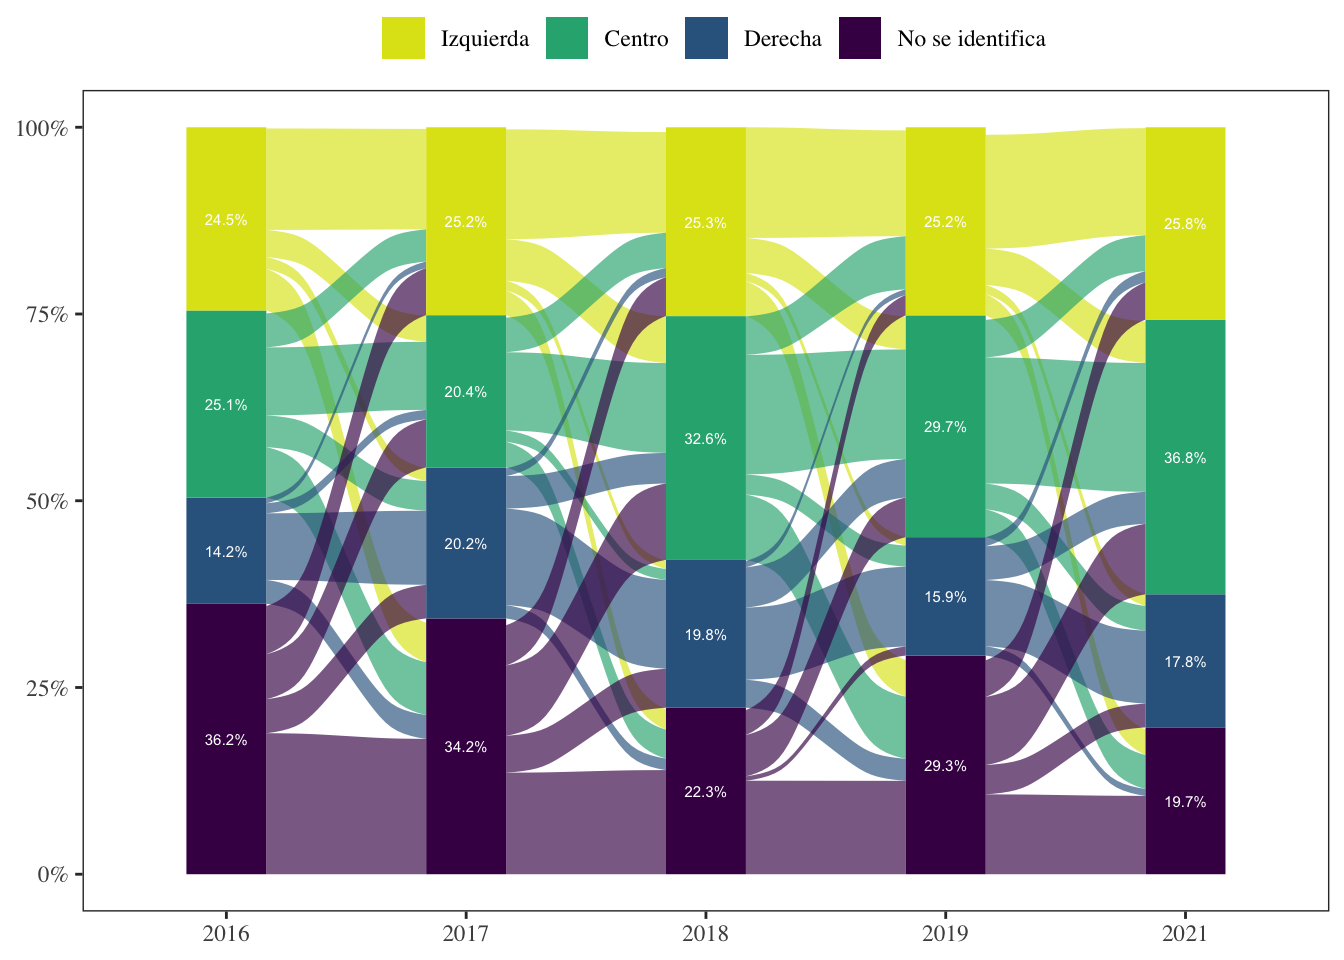 Izquierda Centro Derecha No se identifica
100%
75%
50%
25%
0%
24.5% 25.2% 25.3% 25.2% 25.8%
25.1% 20.4% 32.6% 29.7% 36.8%
14.2% 20.2% 19.8% 15.9% 17.8%
36.2% 34.2% 22.3% 29.3% 19.7%
2016 2017 2018 2019 2021